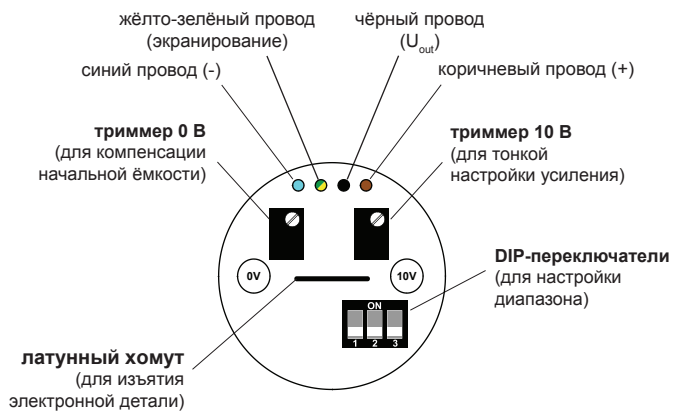 жёлто-зелёный провод
(экранирование)
чёрный провод
(Uout)
синий провод (-)
коричневый провод (+)
триммер 0 В
(для компенсации
начальной ёмкости)
триммер 10 В
(для тонкой
настройки усиления)
0V
10V
DIP-переключатели
(для настройки
диапазона)
ON
1 2 3
латунный хомут
(для изъятия
электронной детали)